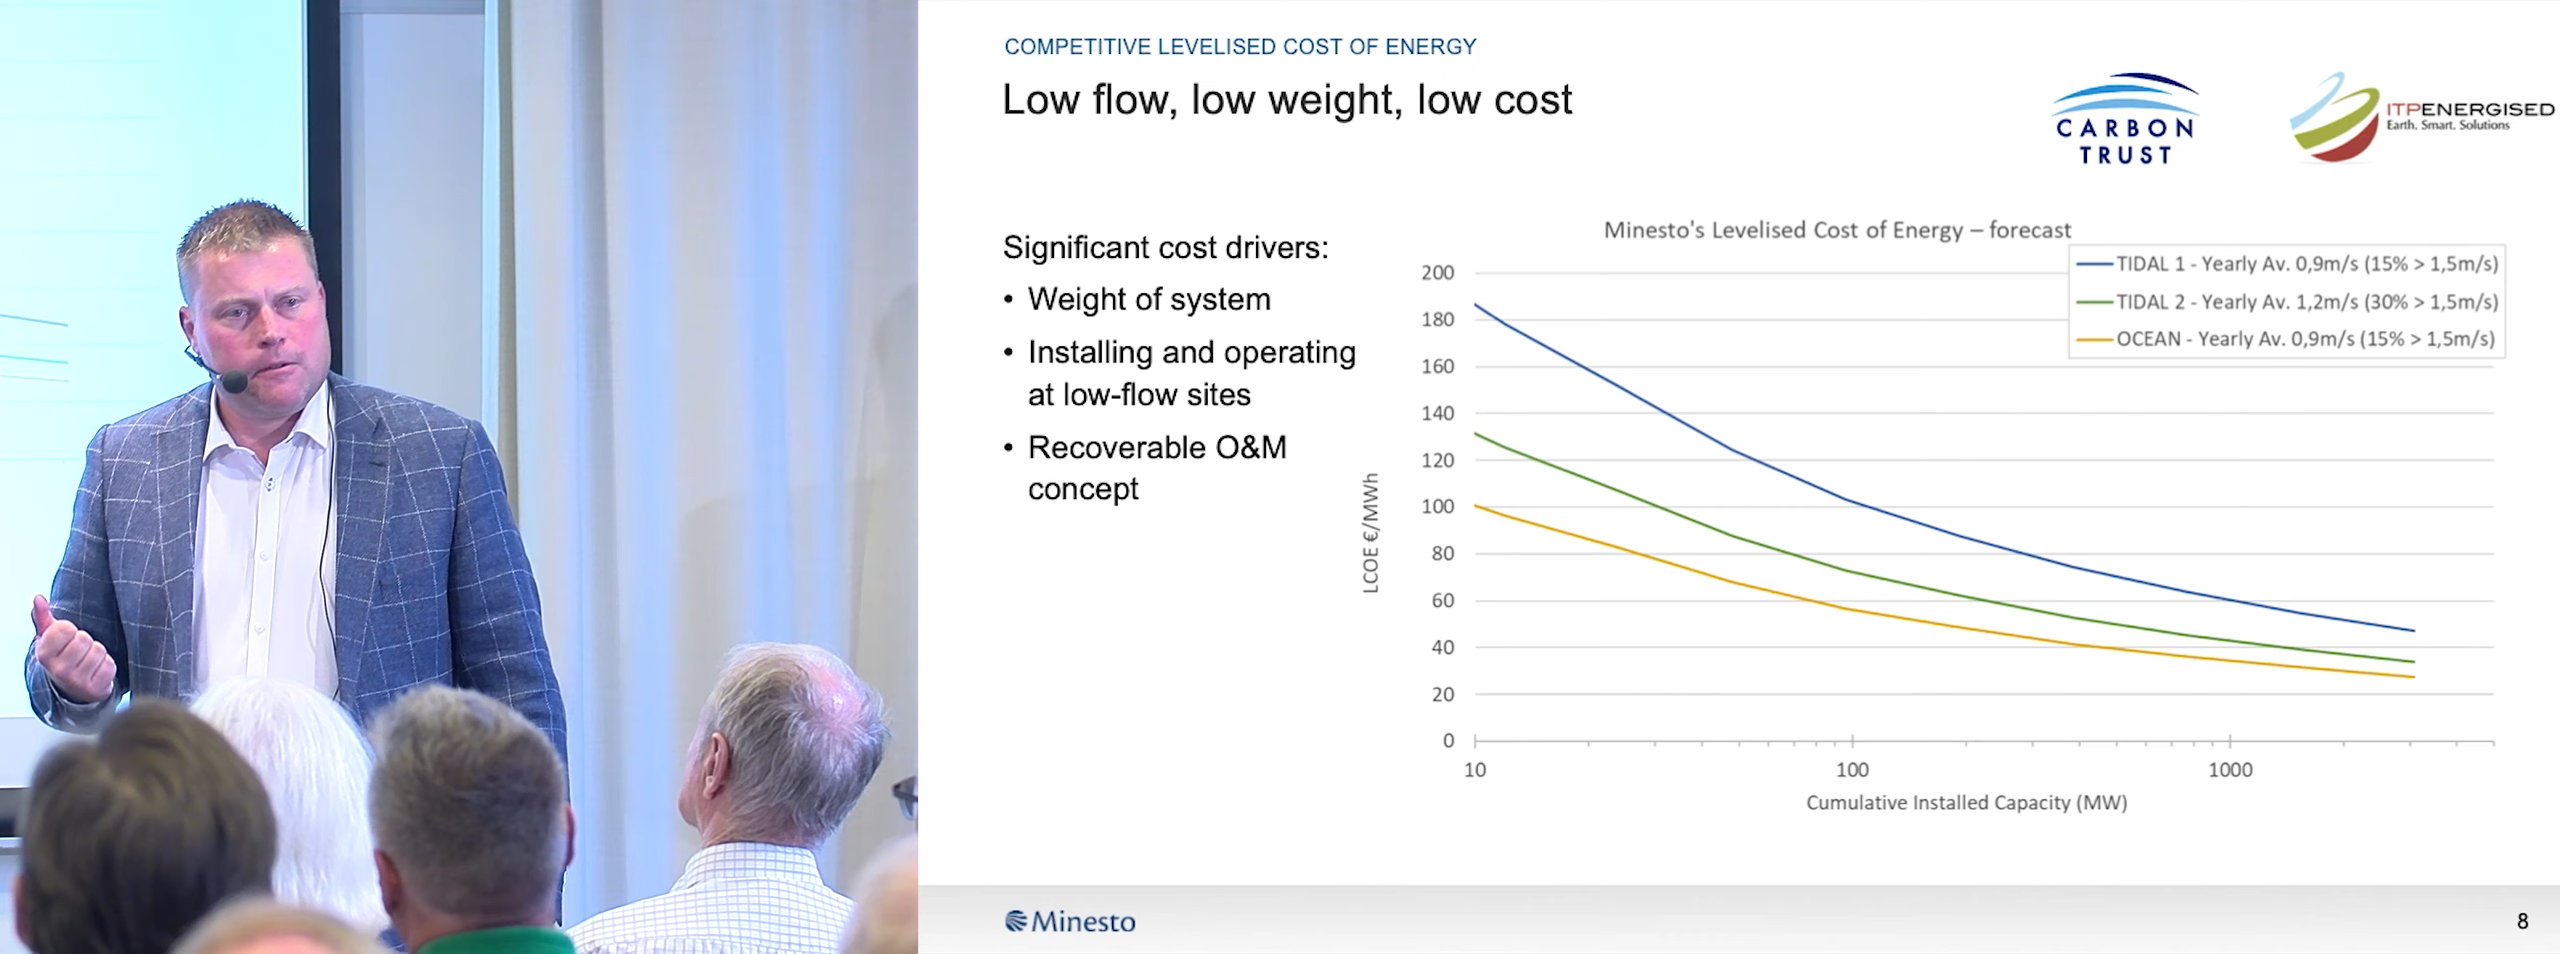 COMPETITIVE LEVELISED COST OF ENERGY
Low flow, low weight, low cost
CARBON
TRUST
ITPENERGISED
Earth. Smart. Solutions
Significant cost drivers:
• Weight of system
• Installing and operating
at low-flow sites
• Recoverable O&M
concept
Minesto's Levelised Cost of Energy – forecast
TIDAL 1 - Yearly Av. 0,9m/s (15% > 1,5m/s)
TIDAL 2 - Yearly Av. 1,2m/s (30% > 1,5m/s)
OCEAN - Yearly Av. 0,9m/s (15% > 1,5m/s)
LCOE €/MWh
200
180
160
140
120
100
80
60
40
20
0
10
100
1000
Cumulative Installed Capacity (MW)
Minesto
8